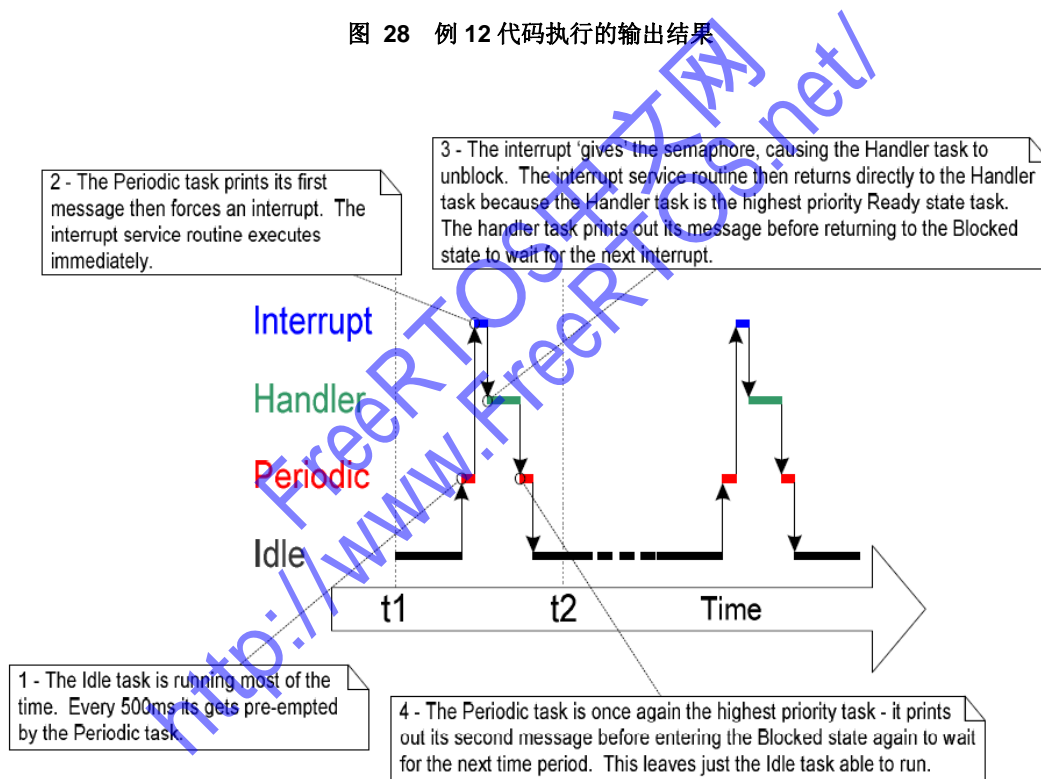 图 28 例 12 代码执行的输出结果
3 - The interrupt 'gives' the semaphore, causing the Handler task to
unblock. The interrupt service routine then returns directly to the Handler
task because the Handler task is the highest priority Ready state task.
The handler task prints out its message before returning to the Blocked
state to wait for the next interrupt.
2 - The Periodic task prints its first
message then forces an interrupt. The
interrupt service routine executes
immediately.
Interrupt
Handler
Periodic
Idle
t1 t2 Time
1 - The Idle task is running most of the
time. Every 500ms its gets pre-empted
by the Periodic task.
4 - The Periodic task is once again the highest priority task - it prints
out its second message before entering the Blocked state again to wait
for the next time period. This leaves just the Idle task able to run.
FreeRTOS中文网
http://www.FreeRTOS.net/